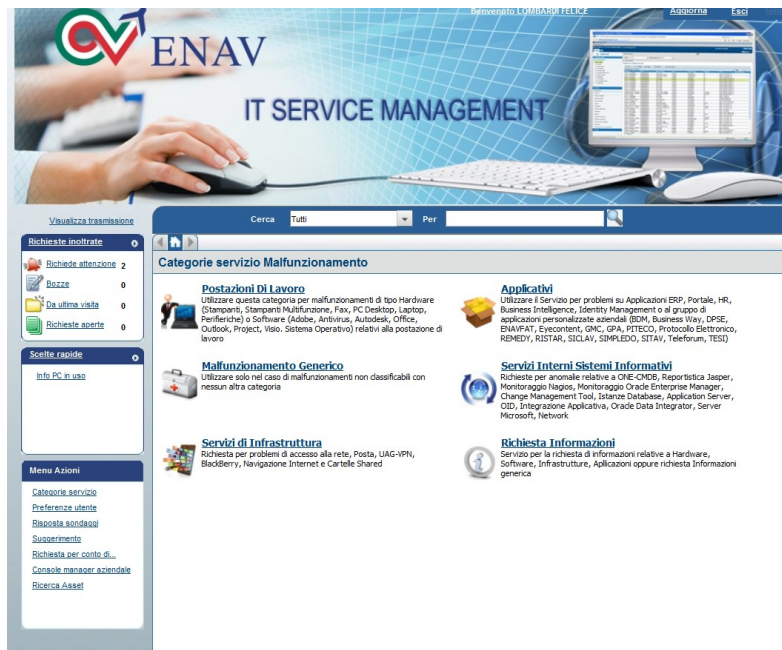 Benvenuto LOMBARDI FELICE
Aggiorna
Esci
ENAV
IT SERVICE MANAGEMENT
Visualizza trasmissione
Cerca
Tutti
Per
Richieste inoltrate
Richiede attenzione 2
Bozze 0
Da ultima visita 0
Richieste aperte 0
Scelte rapide
Info PC in uso
Menu Azioni
Categorie servizio
Preferenze utente
Risposta sondaggi
Suggerimento
Richiesta per conto di...
Console manager aziendale
Ricerca Asset
Categorie servizio Malfunzionamento
Postazioni Di Lavoro
Utilizzare questa categoria per malfunzionamenti di tipo Hardware
(Stampanti, Stampanti Multifunzione, Fax, PC Desktop, Laptop,
Perifieriche) o Software (Adobe, Antivirus, Autodesk, Office,
Outlook, Project, Visio. Sistema Operativo) relativi alla postazione di
lavoro
Applicativi
Utilizzare il Servizio per problemi su Applicazioni ERP, Portale, HR,
Business Intelligence, Identity Management o al gruppo di
applicazioni personalizzate aziendali (BDM, Business Way, DPSE,
ENAVFAT, Eyecontent, GMC, GPA, PITECO, Protocollo Elettronico,
REMEDY, RISTAR, SICLAV, SIMPLEDO, SITAV, Teleforum, TESI)
Malfunzionamento Generico
Utilizzare solo nel caso di malfunzionamenti non classificabili con
nessun altra categoria
Servizi Interni Sistemi Informativi
Richieste per anomalie relative a ONE-CMDB, Reportistica Jasper,
Monitoraggio Nagios, Monitoraggio Oracle Enterprise Manager,
Change Management Tool, Istanze Database, Application Server,
OID, Integrazione Applicativa, Oracle Data Integrator, Server
Microsoft, Network
Servizi di Infrastruttura
Richiesta per problemi di accesso alla rete, Posta, UAG-VPN,
BlackBerry, Navigazione Internet e Cartelle Shared
Richiesta Informazioni
Servizio per la richiesta di informazioni relative a Hardware,
Software, Infrastrutture, Apllicazioni oppure richiesta Informazioni
generica